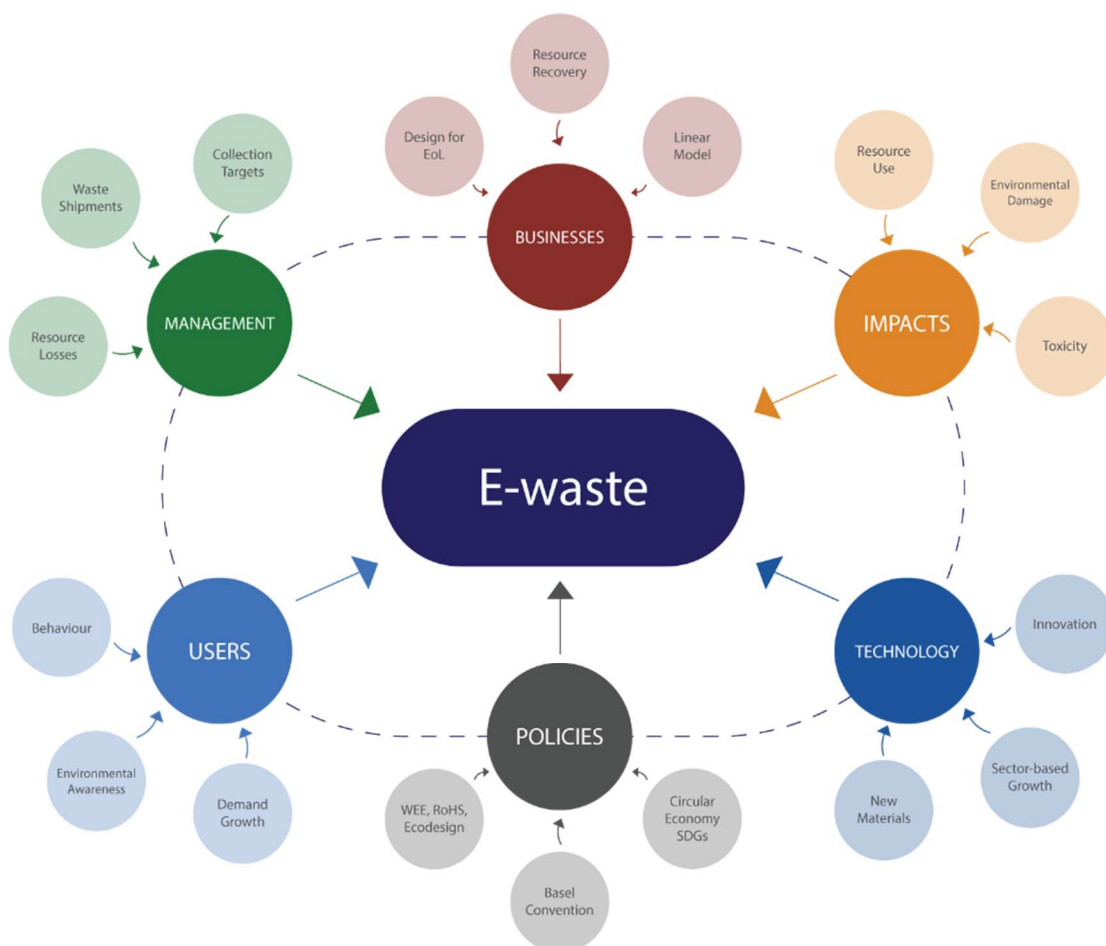 Resource
Recovery
Design for
EoL
Linear
Model
BUSINESSES
Collection
Targets
Waste
Shipments
Resource
Losses
MANAGEMENT
Resource
Use
Environmental
Damage
Toxicity
IMPACTS
E-waste
Behaviour
Environmental
Awareness
Demand
Growth
USERS
POLICIES
WEE, RoHS,
Ecodesign
Basel
Convention
Circular
Economy
SDGs
TECHNOLOGY
Innovation
Sector-based
Growth
New
Materials